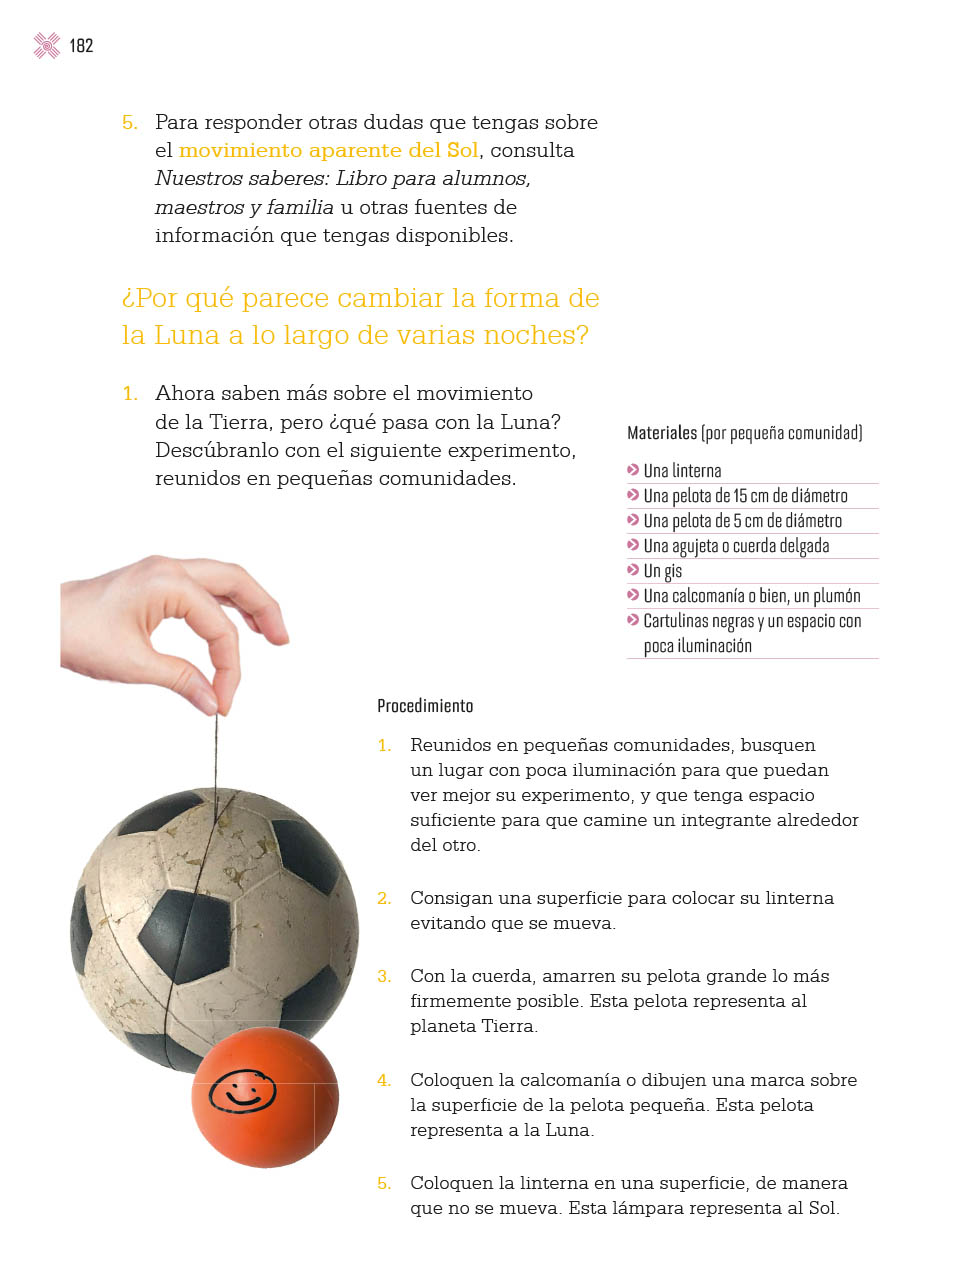 182
5. Para responder otras dudas que tengas sobre
el movimiento aparente del Sol, consulta
Nuestros saberes: Libro para alumnos,
maestros y familia u otras fuentes de
información que tengas disponibles.
¿Por qué parece cambiar la forma de
la Luna a lo largo de varias noches?
1. Ahora saben más sobre el movimiento
de la Tierra, pero ¿qué pasa con la Luna?
Descúbranlo con el siguiente experimento,
reunidos en pequeñas comunidades.
Materiales (por pequeña comunidad)
Una linterna
Una pelota de 15 cm de diámetro
Una pelota de 5 cm de diámetro
Una agujeta o cuerda delgada
Un gis
Una calcomanía o bien, un plumón
Cartulinas negras y un espacio con
poca iluminación
Procedimiento
1. Reunidos en pequeñas comunidades, busquen
un lugar con poca iluminación para que puedan
ver mejor su experimento, y que tenga espacio
suficiente para que camine un integrante alrededor
del otro.
2. Consigan una superficie para colocar su linterna
evitando que se mueva.
3. Con la cuerda, amarren su pelota grande lo más
firmemente posible. Esta pelota representa al
planeta Tierra.
4. Coloquen la calcomanía o dibujen una marca sobre
la superficie de la pelota pequeña. Esta pelota
representa a la Luna.
5. Coloquen la linterna en una superficie, de manera
que no se mueva. Esta lámpara representa al Sol.